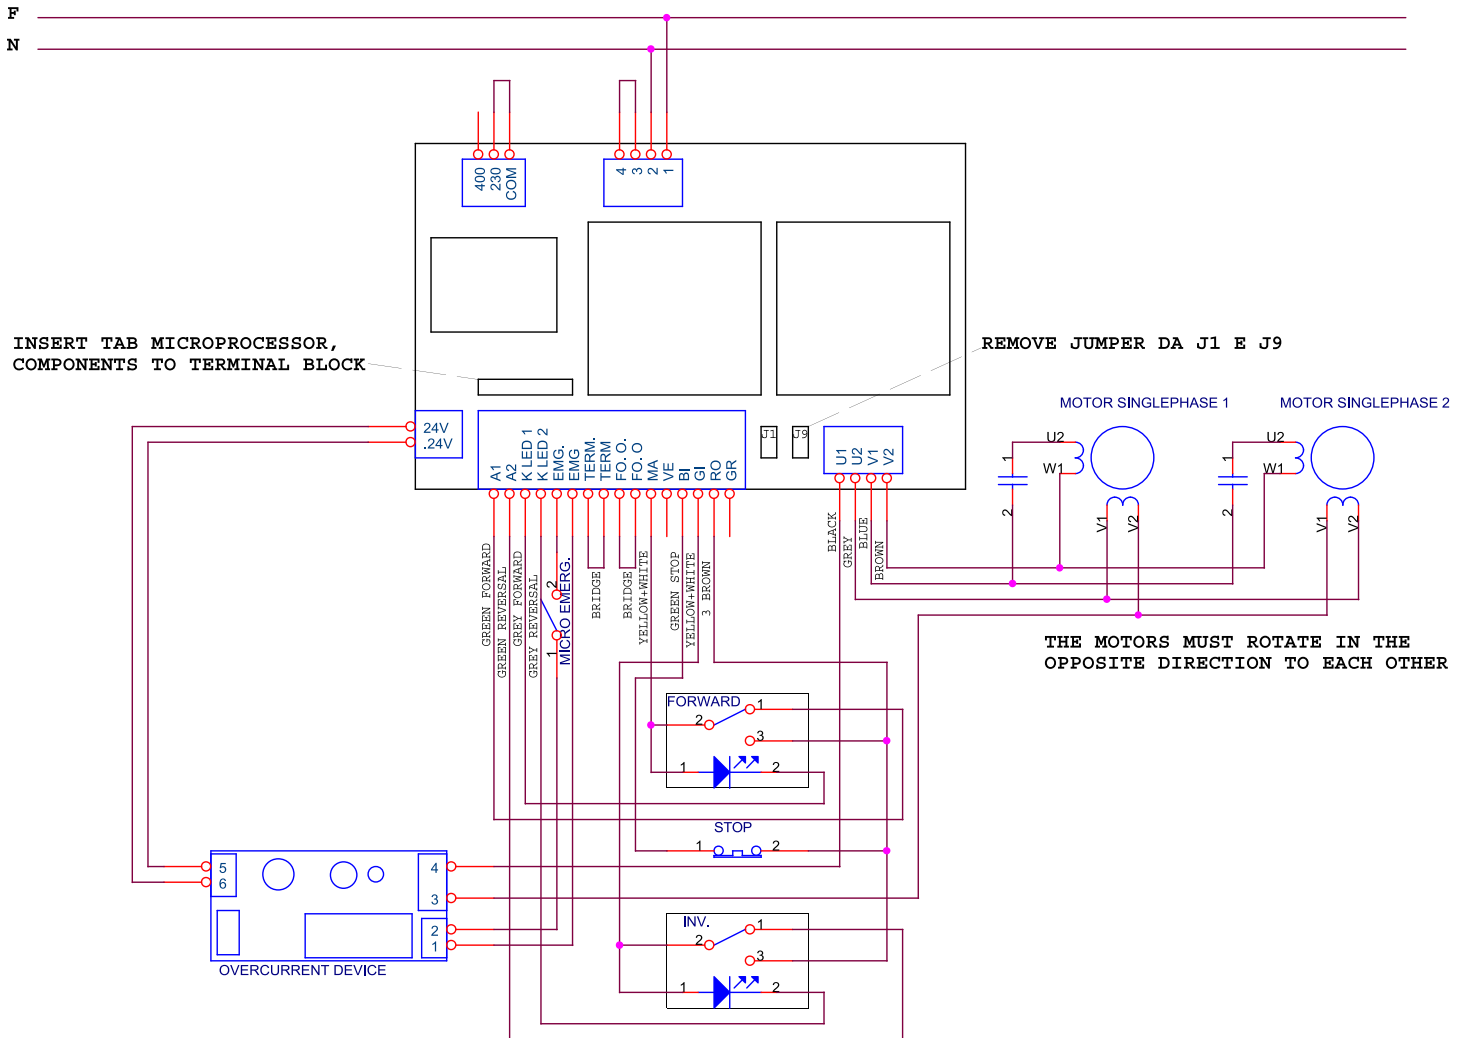 F
N
400
230
COM
4
3
2
1
INSERT TAB MICROPROCESSOR,
COMPONENTS TO TERMINAL BLOCK
REMOVE JUMPER DA J1 E J9
24V
.24V
A1
A2
K LED 1
K LED 2
EMG.
EMG
TERM.
TERM
FO. O.
FO. O
MA
VE
BI
GI
RO
GR
J1
J9
U1
U2
V1
V2
MOTOR SINGLEPHASE 1
MOTOR SINGLEPHASE 2
U2
W1
1
2
V1
V2
U2
W1
1
2
V1
V2
GREEN FORWARD
GREEN REVERSAL
GREY FORWARD
GREY REVERSAL
2
1
MICRO EMERG.
BRIDGE
BRIDGE
YELLOW+WHITE
GREEN STOP
YELLOW+WHITE
3 BROWN
BLACK
GREY
BLUE
BROWN
THE MOTORS MUST ROTATE IN THE
OPPOSITE DIRECTION TO EACH OTHER
FORWARD
1
2
3
1
2
STOP
1
2
5
6
4
3
2
1
OVERCURRENT DEVICE
INV.
1
2
3
1
2